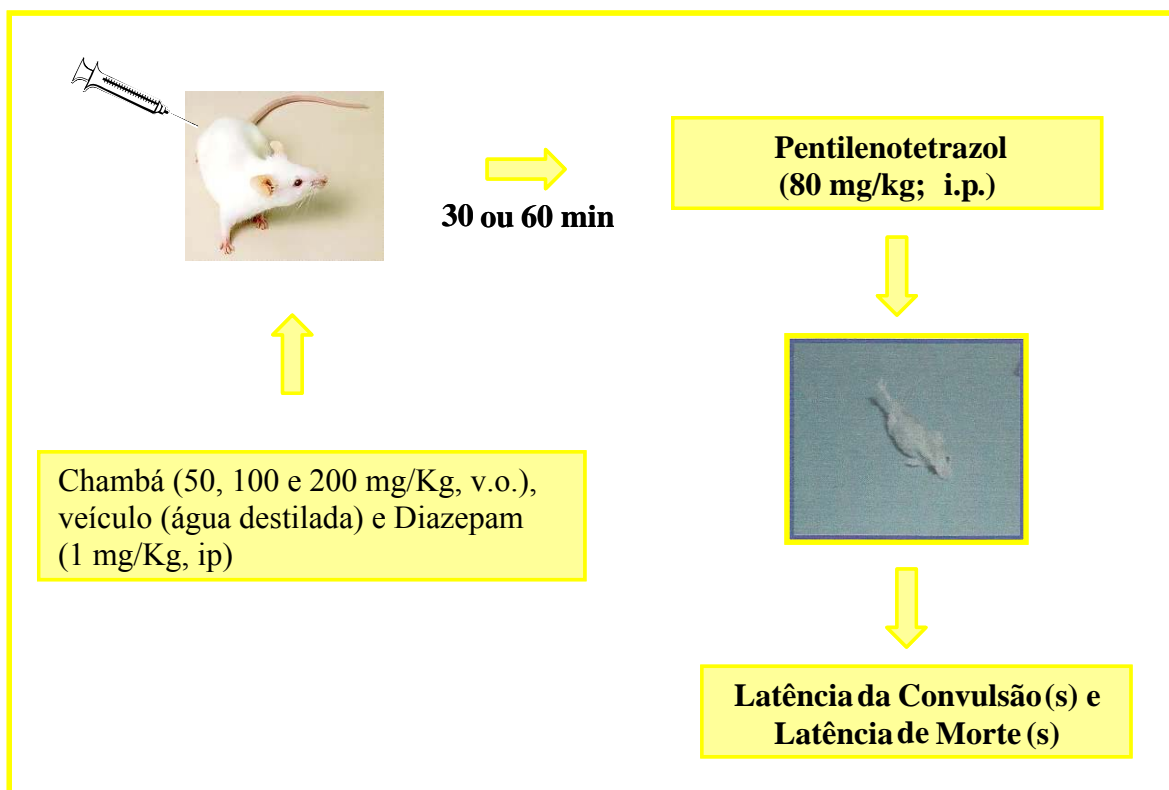 30 ou 60 min
Pentilenotetrazol
(80 mg/kg; i.p.)
Chambá (50, 100 e 200 mg/Kg, v.o.),
veículo (água destilada) e Diazepam
(1 mg/Kg, ip)
Latência da Convulsão (s) e
Latência de Morte (s)